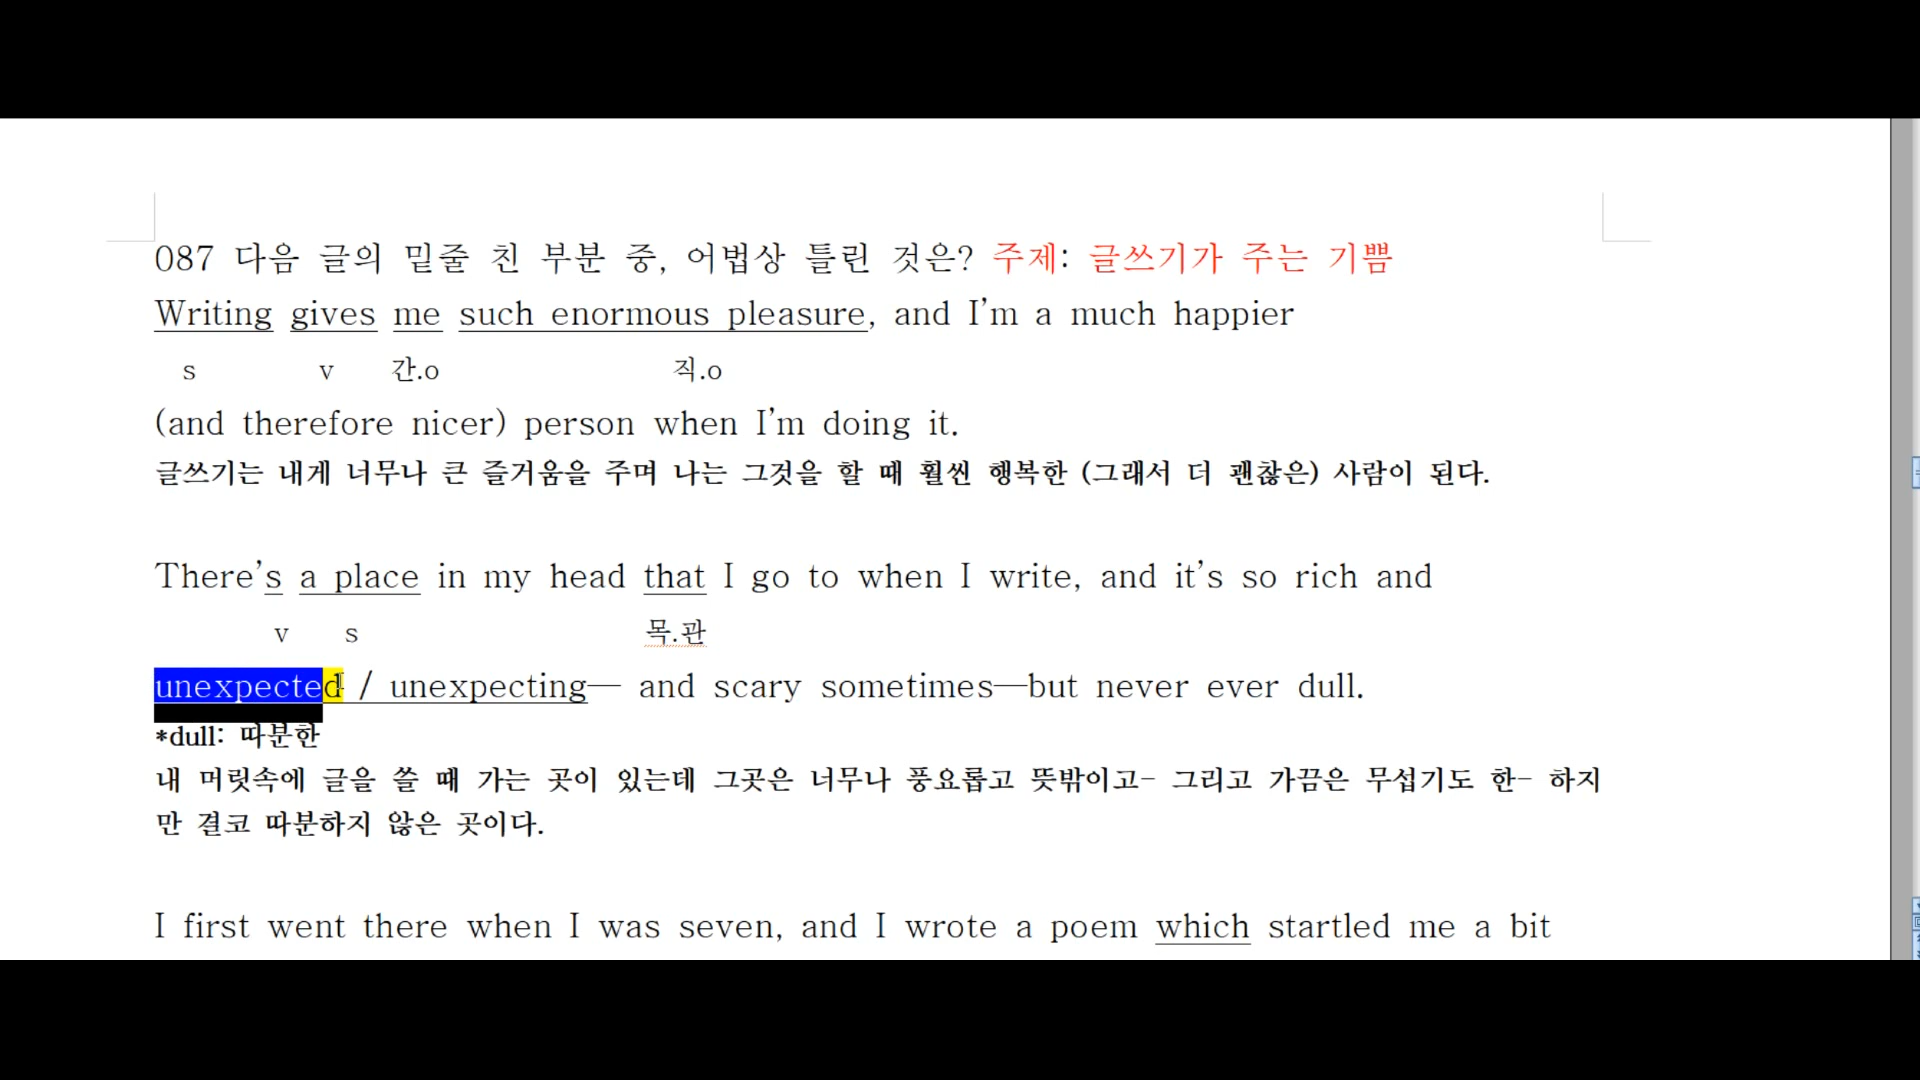 087 다음 글의 밑줄 친 부분 중, 어법상 틀린 것은? 주제: 글쓰기가 주는 기쁨
Writing gives me such enormous pleasure, and I’m a much happier
s v 간.o 직.o
(and therefore nicer) person when I’m doing it.
글쓰기는 내게 너무나 큰 즐거움을 주며 나는 그것을 할 때 훨씬 행복한 (그래서 더 괜찮은) 사람이 된다.
There’s a place in my head that I go to when I write, and it’s so rich and
v s 목.관
unexpected / unexpecting— and scary sometimes—but never ever dull.
*dull: 따분한
내 머릿속에 글을 쓸 때 가는 곳이 있는데 그곳은 너무나 풍요롭고 뜻밖이고- 그리고 가끔은 무섭기도 한- 하지
만 결코 따분하지 않은 곳이다.
I first went there when I was seven, and I wrote a poem which startled me a bit